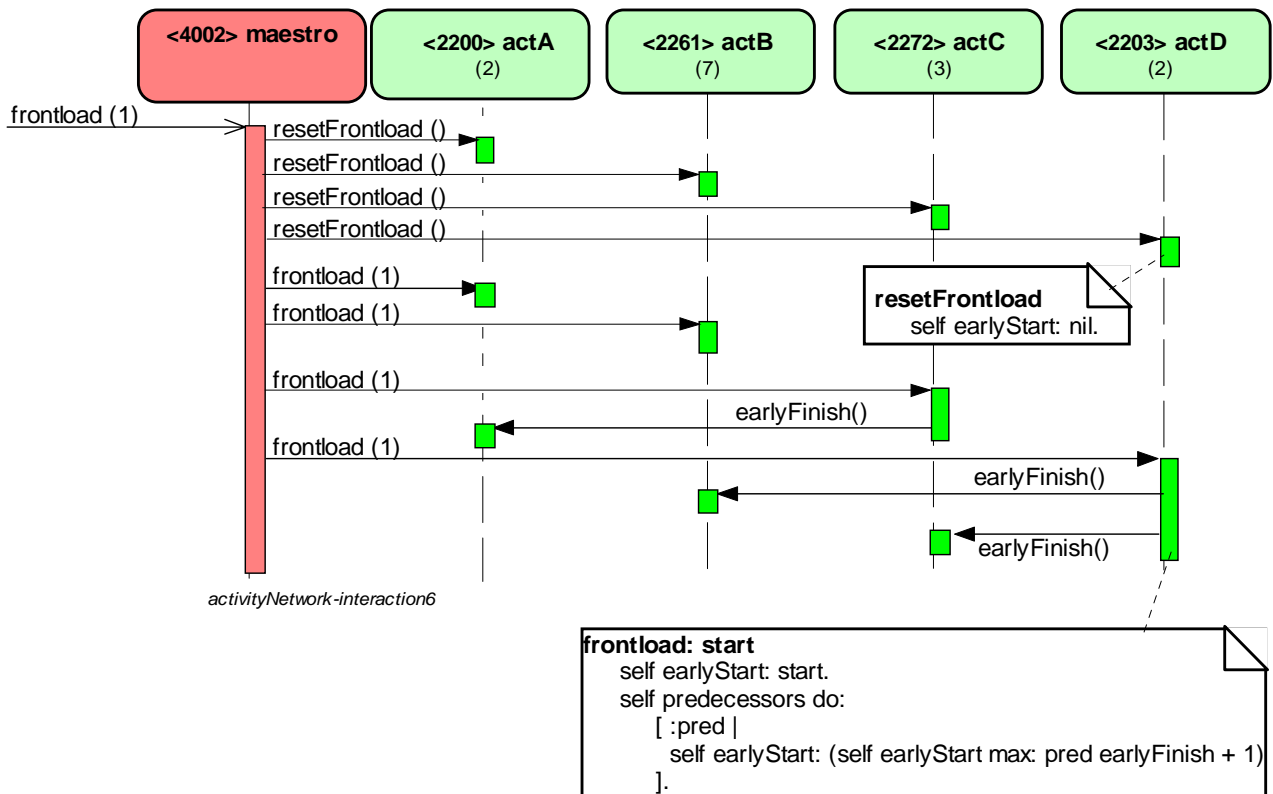 <4002> maestro
<2200> actA
(2)
<2261> actB
(7)
<2272> actC
(3)
<2203> actD
(2)
frontload (1)
resetFrontload ()
resetFrontload ()
resetFrontload ()
resetFrontload ()
frontload (1)
frontload (1)
resetFrontload
self earlyStart: nil.
frontload (1)
earlyFinish()
frontload (1)
earlyFinish()
earlyFinish()
activityNetwork-interaction6
frontload: start
self earlyStart: start.
self predecessors do:
[ :pred |
self earlyStart: (self earlyStart max: pred earlyFinish + 1)
].